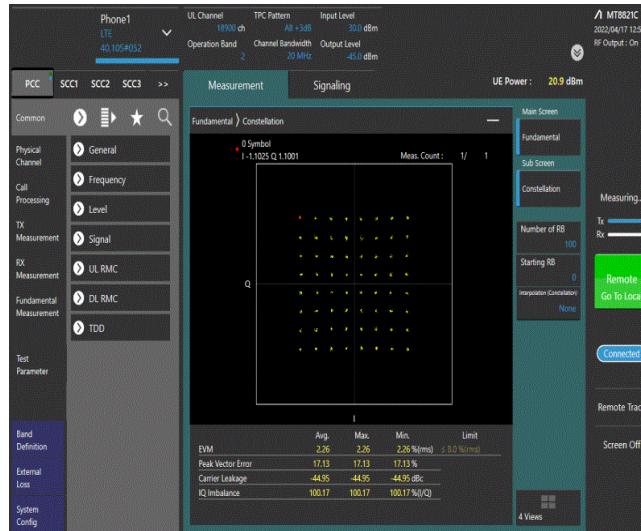 Phone1
LTE
40.105#052
UL Channel
18900 ch
TPC Pattern
Alt +3dB
Input Level
30.0 dBm
Operation Band
2
Channel Bandwidth
20 MHz
Output Level
-45.0 dBm
MT8821C
2022/04/17 12:5
RF Output : On
PCC
SCC1
SCC2
SCC3
>>
Measurement
Signaling
UE Power : 20.9 dBm
Common
Physical
Channel
Call
Processing
TX
Measurement
RX
Measurement
Fundamental
Measurement
Test
Parameter
Band
Definition
External
Loss
System
Config
General
Frequency
Level
Signal
UL RMC
DL RMC
TDD
Fundamental ⟩ Constellation
0 Symbol
I -1.1025 Q 1.1001
Meas. Count : 1/ 1
Q
I
Avg. Max. Min. Limit
EVM 2.26 2.26 2.26 %(rms) ≤ 8.0 %(rms)
Peak Vector Error 17.13 17.13 17.13 %
Carrier Leakage -44.95 -44.95 -44.95 dBc
IQ Imbalance 100.17 100.17 100.17 %(I/Q)
Main Screen
Fundamental
Sub Screen
Constellation
Number of RB
100
Starting RB
0
Interpolation (Constellation)
None
4 Views
Measuring..
Tx
Rx
Remote
Go To Loca
Connected
Remote Trac
Screen Off